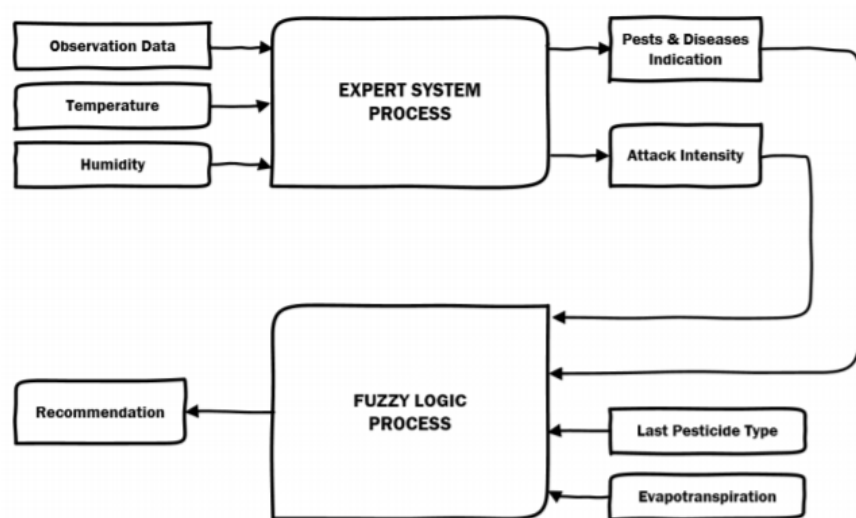 Observation Data
Temperature
Humidity
EXPERT SYSTEM
PROCESS
Pests & Diseases
Indication
Attack Intensity
FUZZY LOGIC
PROCESS
Recommendation
Last Pesticide Type
Evapotranspiration